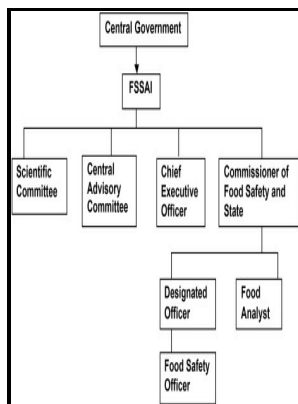 Central Government
FSSAI
Scientific
Committee
Central
Advisory
Committee
Chief
Executive
Officer
Commissioner of
Food Safety and
State
Designated
Officer
Food
Analyst
Food Safety
Officer